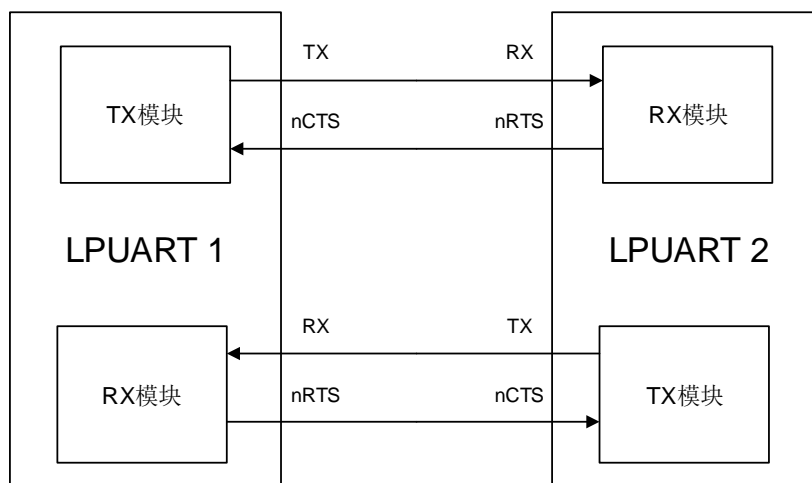 TX RX
TX模块 RX模块
nCTS nRTS
LPUART 1 LPUART 2
RX TX
RX模块 TX模块
nRTS nCTS